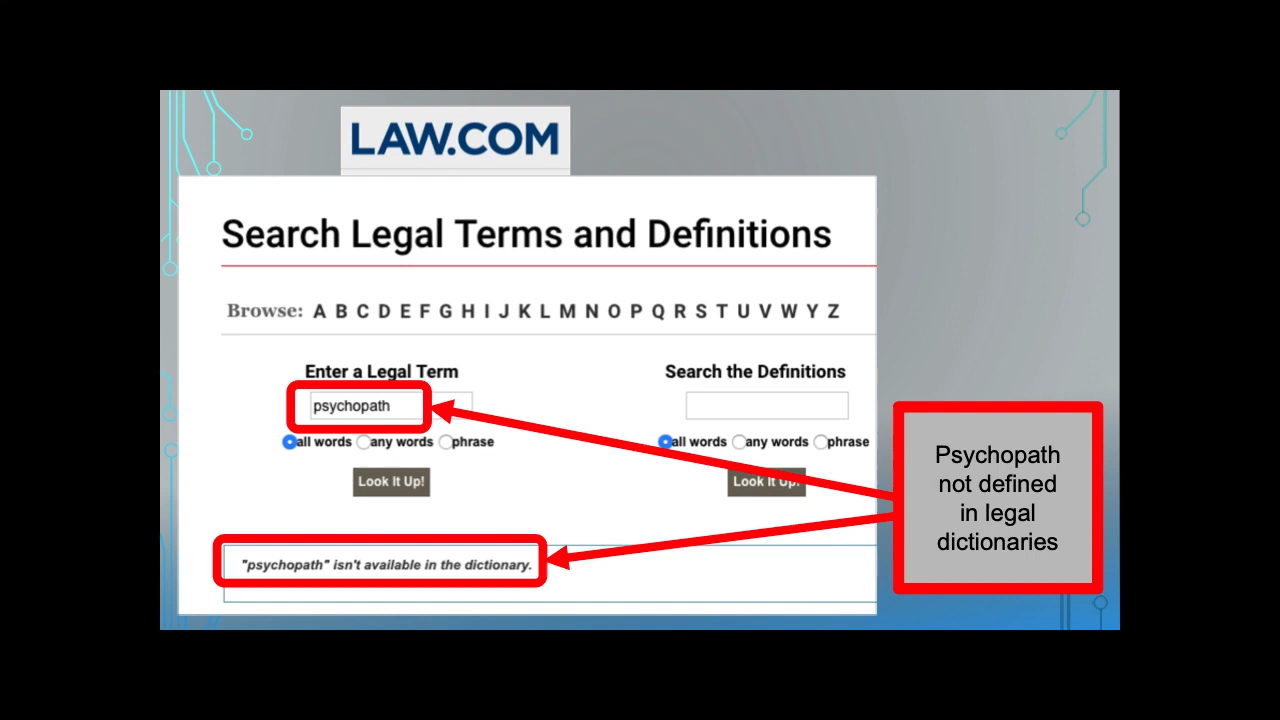 LAW.COM
Search Legal Terms and Definitions
Browse: A B C D E F G H I J K L M N O P Q R S T U V W Y Z
Enter a Legal Term
psychopath
all words any words phrase
Look It Up!
Search the Definitions
all words any words phrase
Look It Up!
"psychopath" isn't available in the dictionary.
Psychopath
not defined
in legal
dictionaries